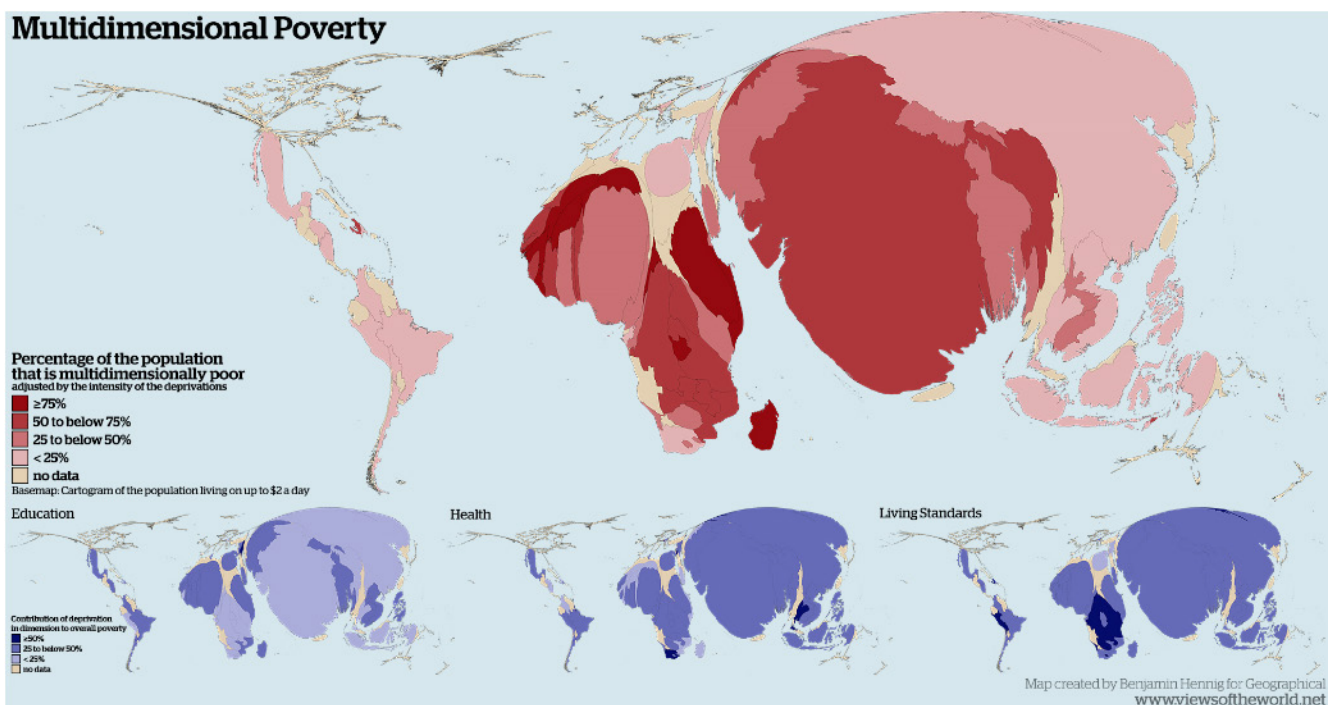 Multidimensional Poverty
Percentage of the population
that is multidimensionally poor
adjusted by the intensity of the deprivations
≥75%
50 to below 75%
25 to below 50%
< 25%
no data
Basemap: Cartogram of the population living on up to $2 a day
Education
Health
Living Standards
Contribution of deprivation
in dimension to overall poverty
≥50%
25 to below 50%
< 25%
no data
Map created by Benjamin Hennig for Geographical
www.viewsoftheworld.net